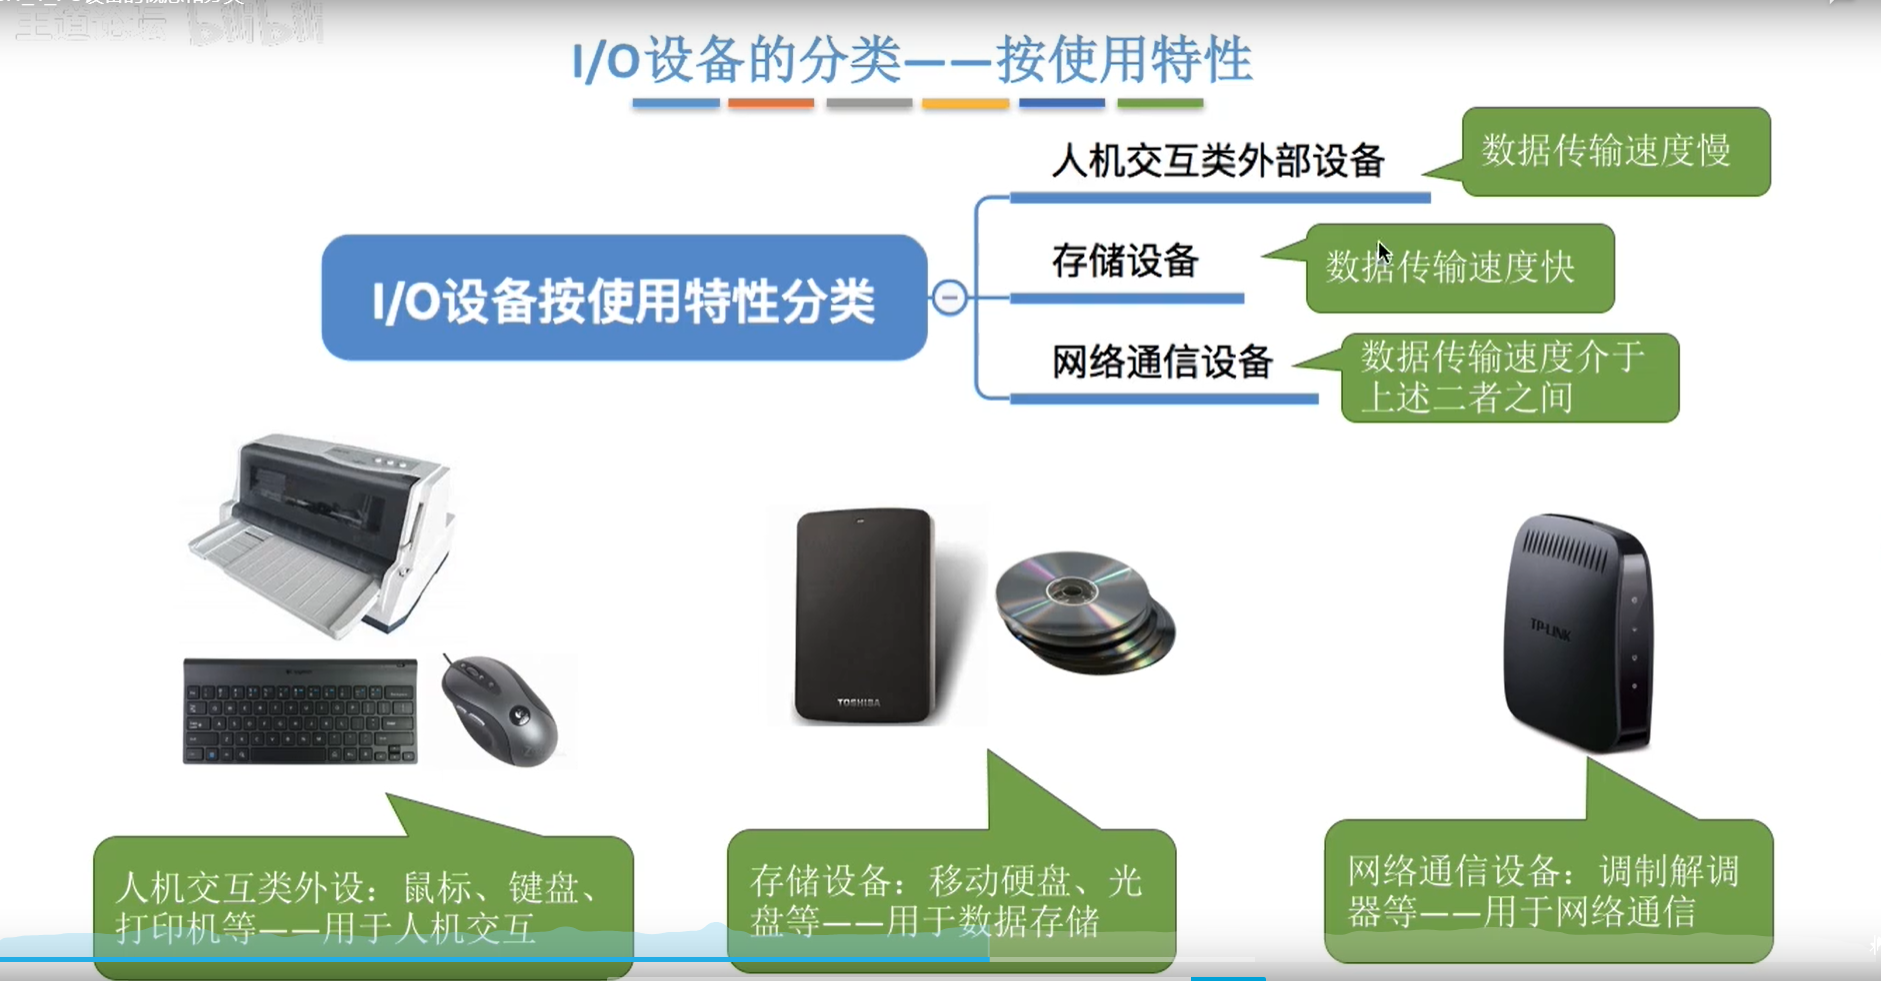 王道论坛 bilibili
I/O设备的分类——按使用特性
人机交互类外部设备
数据传输速度慢
存储设备
数据传输速度快
I/O设备按使用特性分类
网络通信设备
数据传输速度介于
上述二者之间
TOSHIBA
TP-LINK
人机交互类外设：鼠标、键盘、
打印机等——用于人机交互
存储设备：移动硬盘、光
盘等——用于数据存储
网络通信设备：调制解调
器等——用于网络通信